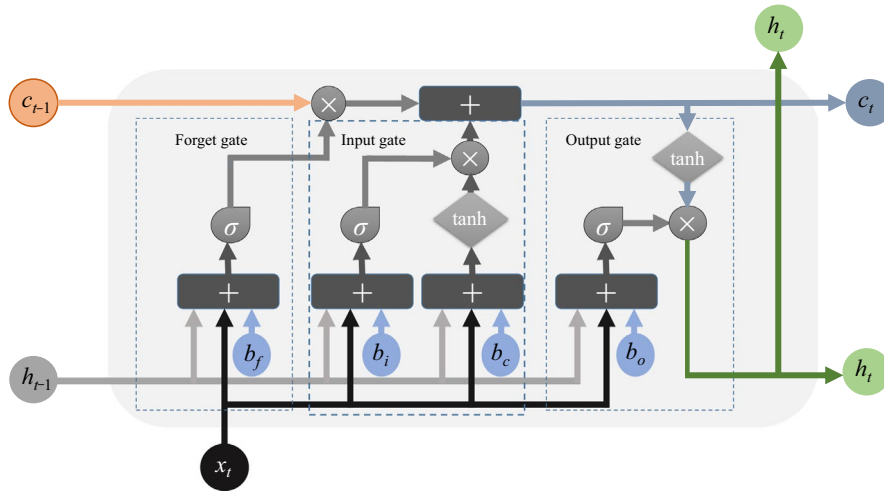 h_t
c_{t-1}
×
+
c_t
Forget gate
Input gate
Output gate
×
tanh
σ
σ
tanh
σ
×
+
+
+
+
b_f
b_i
b_c
b_o
h_{t-1}
h_t
x_t